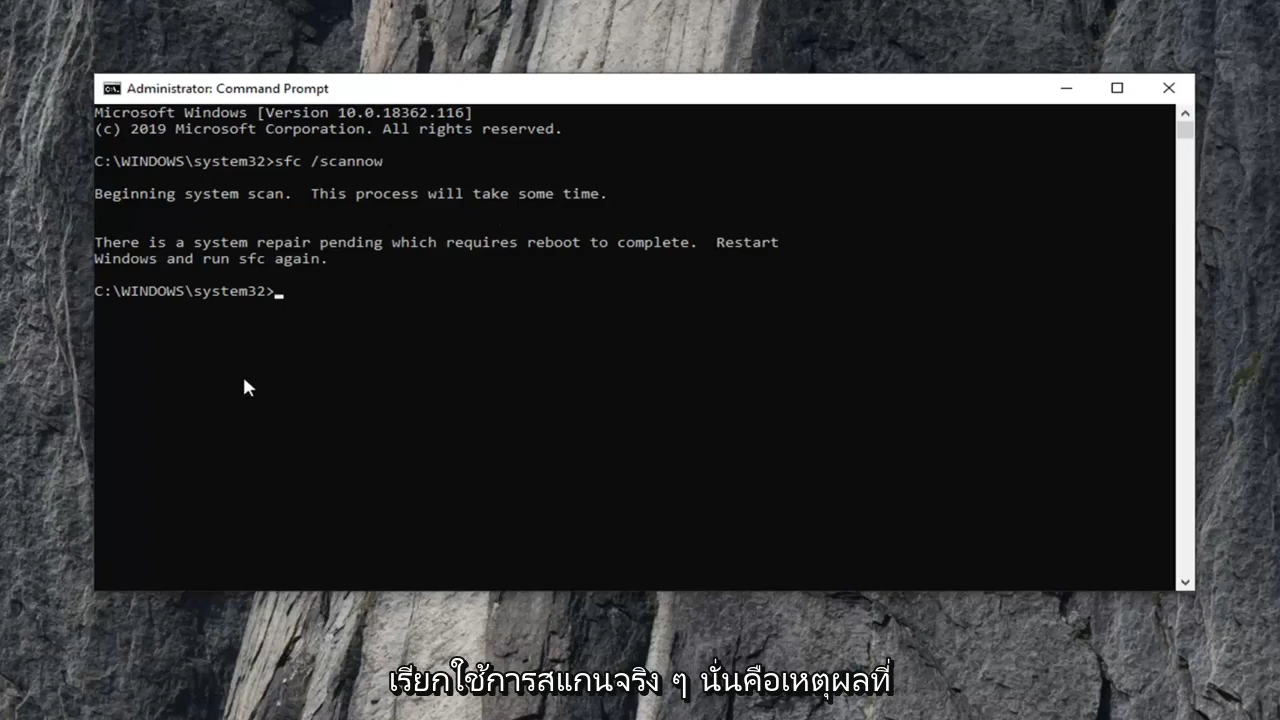 Administrator: Command Prompt
Microsoft Windows [Version 10.0.18362.116]
(c) 2019 Microsoft Corporation. All rights reserved.
C:\WINDOWS\system32>sfc /scannow
Beginning system scan.  This process will take some time.
There is a system repair pending which requires reboot to complete.  Restart
Windows and run sfc again.
C:\WINDOWS\system32>
เรียกใช้การสแกนจริง ๆ นั่นคือเหตุผลที่